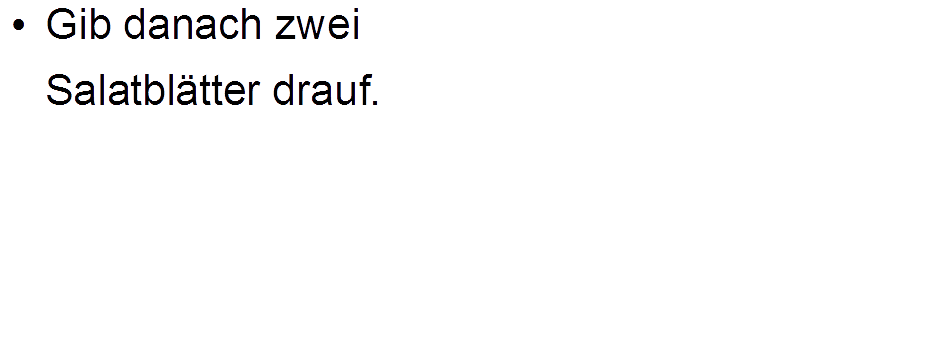 • Gib danach zwei
Salatblätter drauf.